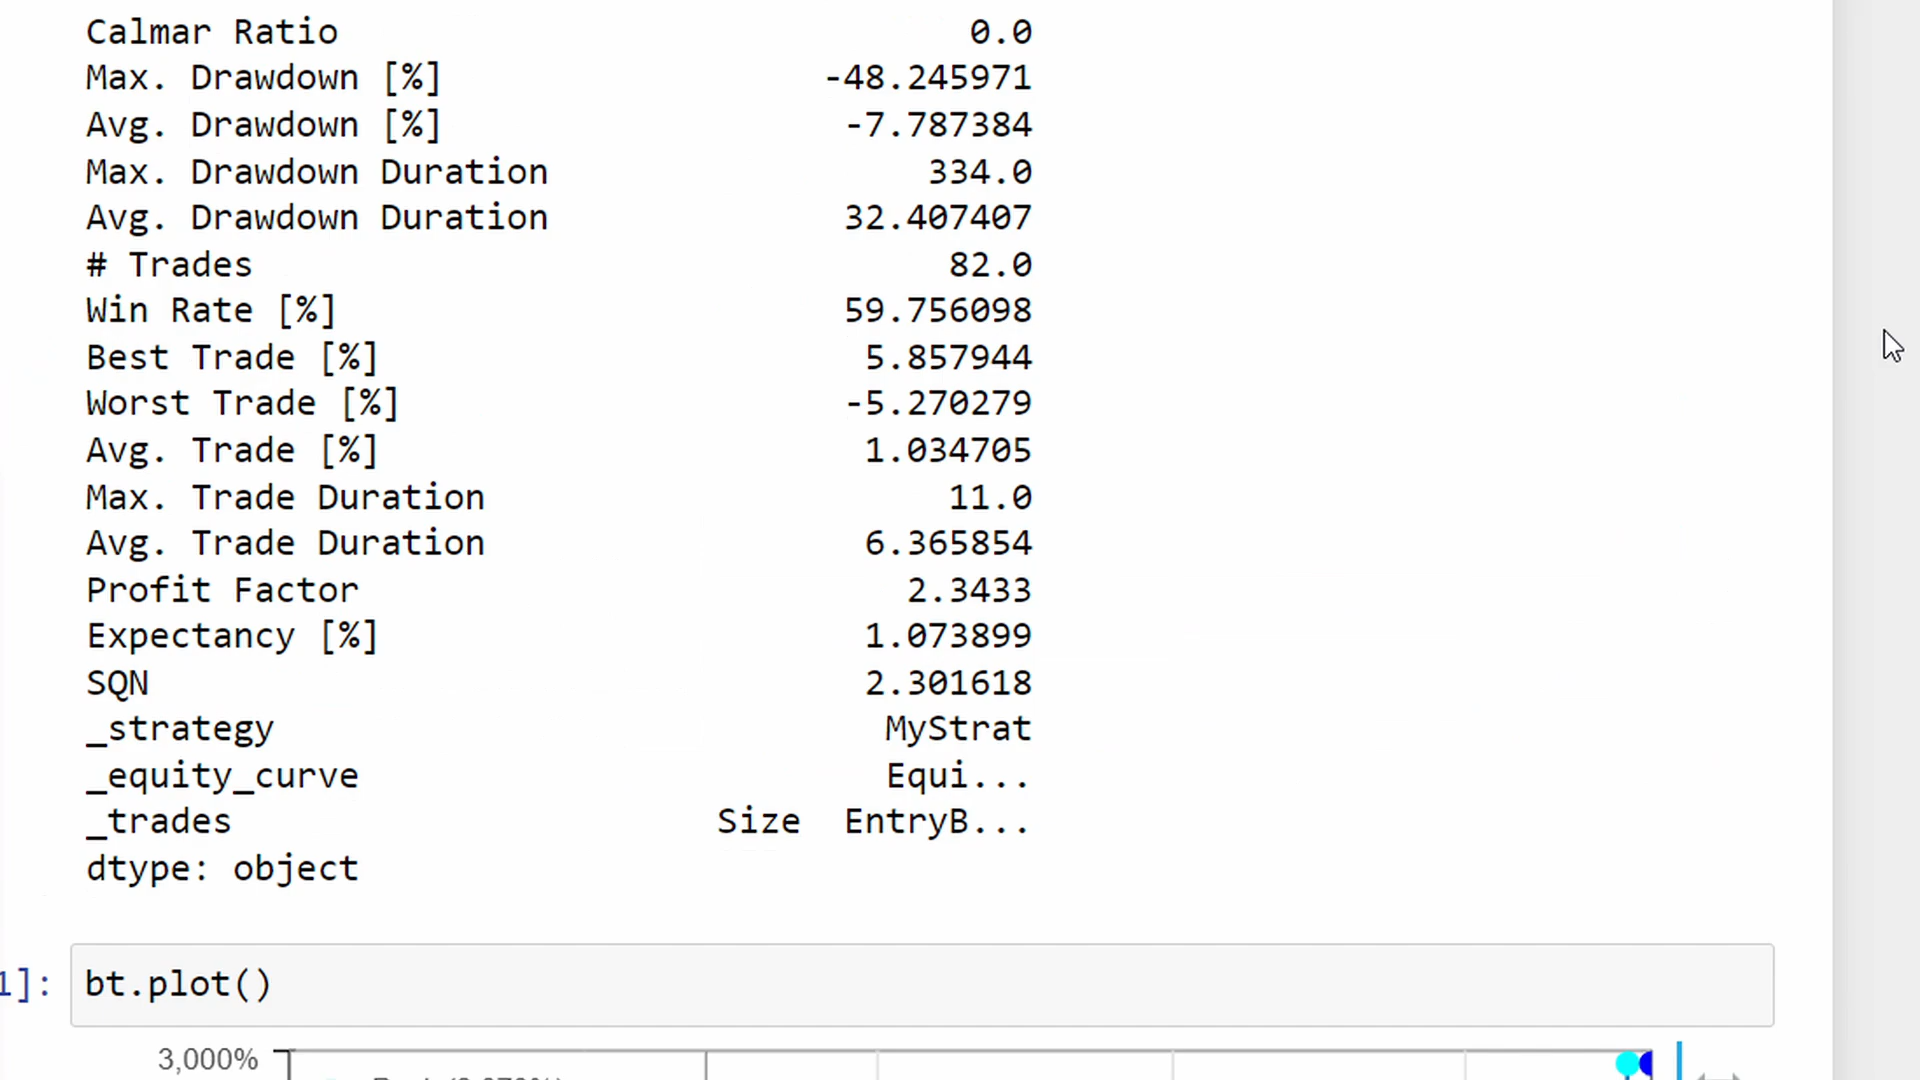 Calmar Ratio 0.0
Max. Drawdown [%] -48.245971
Avg. Drawdown [%] -7.787384
Max. Drawdown Duration 334.0
Avg. Drawdown Duration 32.407407
# Trades 82.0
Win Rate [%] 59.756098
Best Trade [%] 5.857944
Worst Trade [%] -5.270279
Avg. Trade [%] 1.034705
Max. Trade Duration 11.0
Avg. Trade Duration 6.365854
Profit Factor 2.3433
Expectancy [%] 1.073899
SQN 2.301618
_strategy MyStrat
_equity_curve Equi...
_trades Size EntryB...
dtype: object
1]: bt.plot()
3,000%